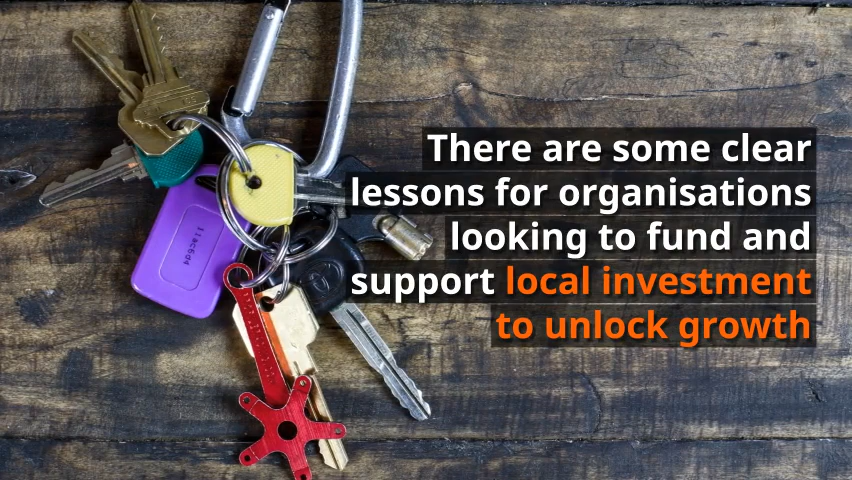 There are some clear
lessons for organisations
looking to fund and
support local investment
to unlock growth